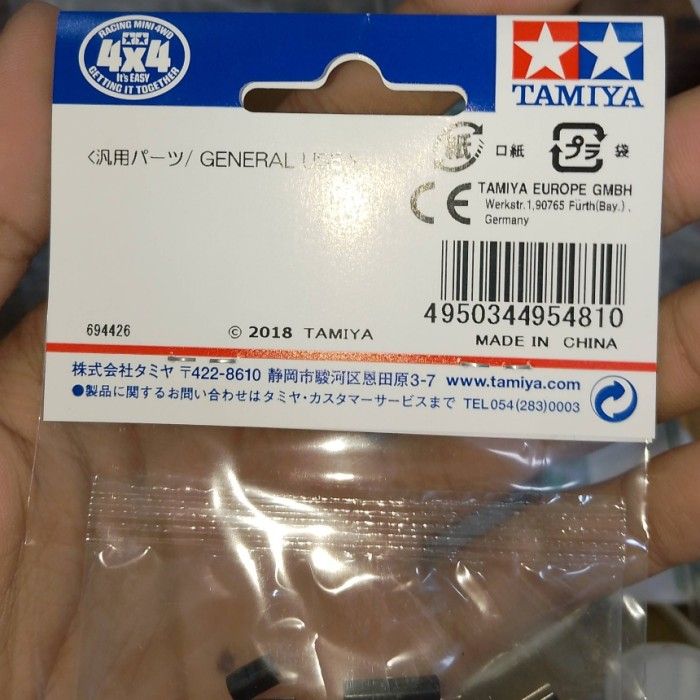 RACING MINI 4WD
4x4
It's EASY
GETTING IT TOGETHER
TAMIYA
<汎用パーツ/ GENERAL USE>
紙 口紙 プラ 袋
CE TAMIYA EUROPE GMBH
Werkstr.1,90765 Fürth(Bay.),
Germany
4950344954810
694426 © 2018 TAMIYA MADE IN CHINA
株式会社タミヤ 〒422-8610 静岡市駿河区恩田原3-7 www.tamiya.com
●製品に関するお問い合わせはタミヤ・カスタマーサービスまで TEL054(283)0003